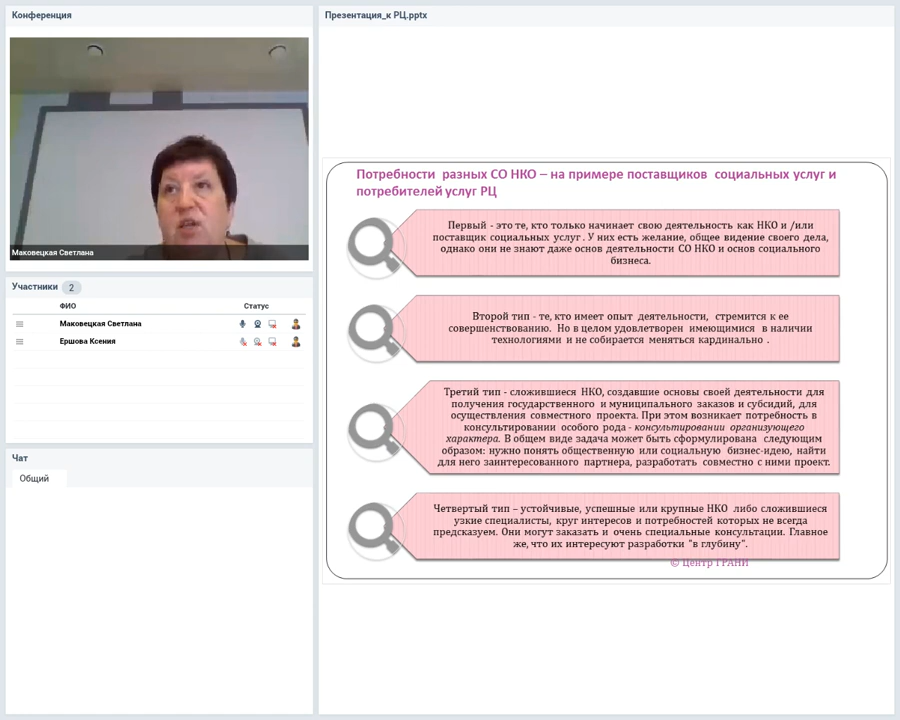 Конференция
Маковецкая Светлана
Участники 2
ФИО Статус
Маковецкая Светлана
Ершова Ксения
Чат
Общий
Презентация_к РЦ.pptx
Потребности разных СО НКО – на примере поставщиков социальных услуг и
потребителей услуг РЦ
Первый - это те, кто только начинает свою деятельность как НКО и /или
поставщик социальных услуг . У них есть желание, общее видение своего дела,
однако они не знают даже основ деятельности СО НКО и основ социального
бизнеса.
Второй тип - те, кто имеет опыт деятельности, стремится к ее
совершенствованию. Но в целом удовлетворен имеющимися в наличии
технологиями и не собирается меняться кардинально .
Третий тип - сложившиеся НКО, создавшие основы своей деятельности для
получения государственного и муниципального заказов и субсидий, для
осуществления совместного проекта. При этом возникает потребность в
консультировании особого рода - консультировании организующего
характера. В общем виде задача может быть сформулирована следующим
образом: нужно понять общественную или социальную бизнес-идею, найти
для него заинтересованного партнера, разработать совместно с ними проект.
Четвертый тип – устойчивые, успешные или крупные НКО либо сложившиеся
узкие специалисты, круг интересов и потребностей которых не всегда
предсказуем. Они могут заказать и очень специальные консультации. Главное
же, что их интересуют разработки "в глубину".
© Центр ГРАНИ